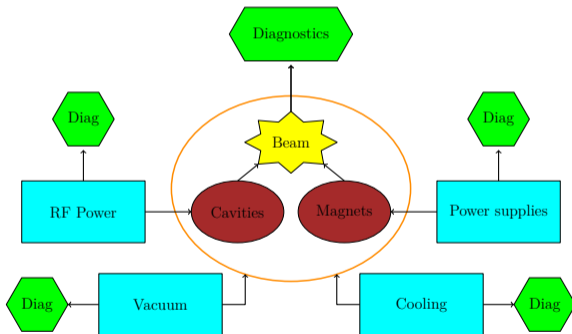 Diagnostics
Diag
Diag
Beam
RF Power
Cavities
Magnets
Power supplies
Diag
Vacuum
Cooling
Diag